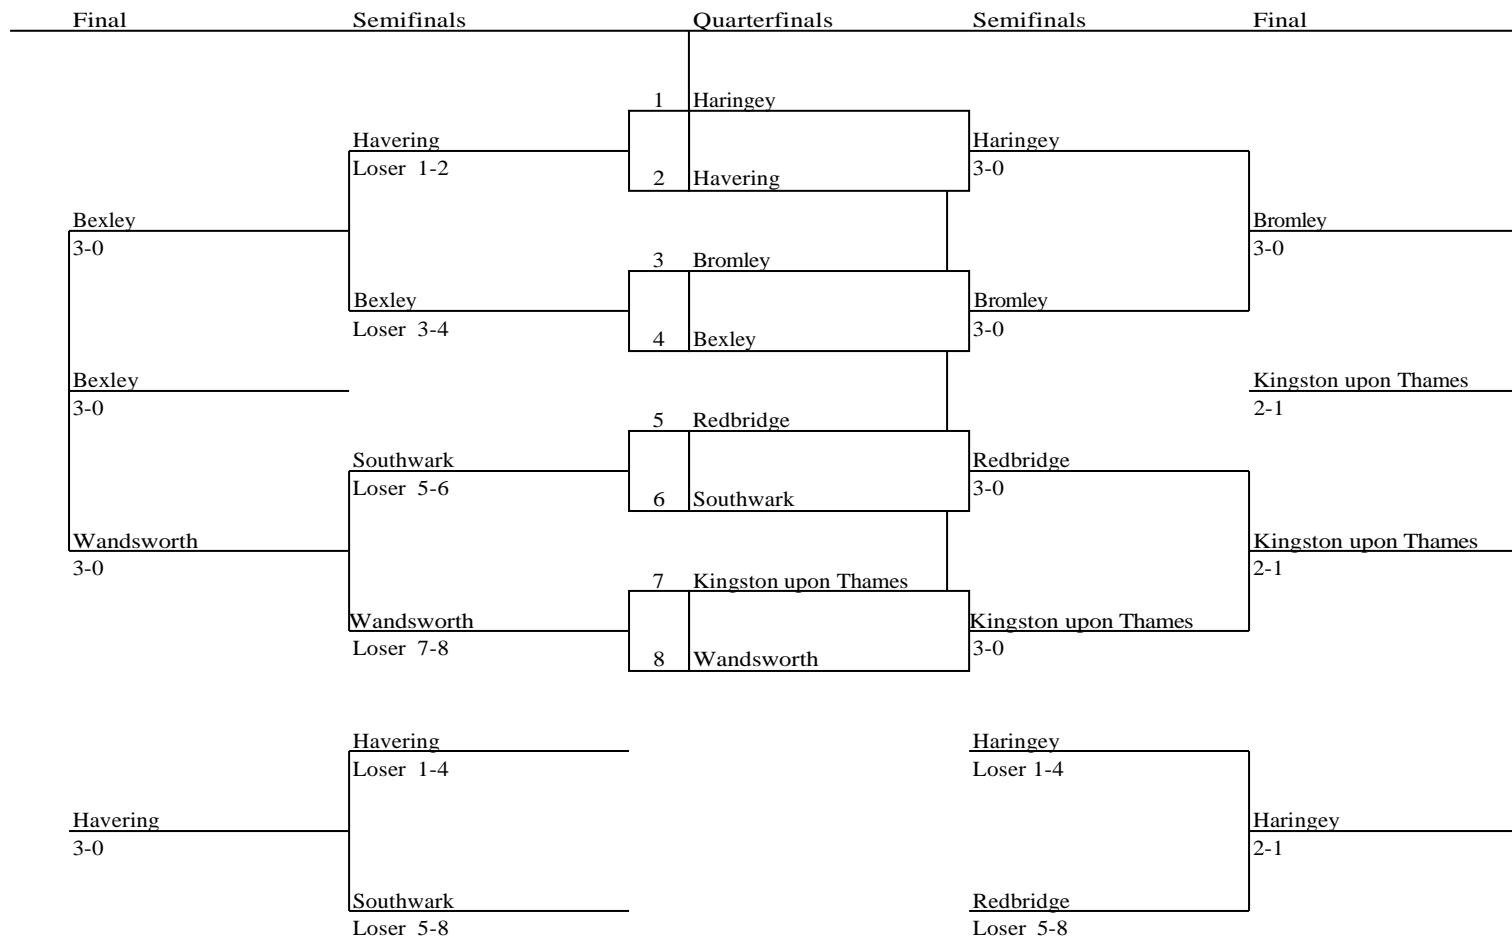 Final Semifinals Quarterfinals Semifinals Final
1 Haringey
Havering Haringey
Loser 1-2 3-0
2 Havering
Bexley Bromley
3-0 3-0
3 Bromley
Bexley Bromley
Loser 3-4 3-0
4 Bexley
Bexley Kingston upon Thames
3-0 2-1
5 Redbridge
Southwark Redbridge
Loser 5-6 3-0
6 Southwark
Wandsworth Kingston upon Thames
3-0 2-1
7 Kingston upon Thames
Wandsworth Kingston upon Thames
Loser 7-8 3-0
8 Wandsworth
Havering Haringey
Loser 1-4 Loser 1-4
Havering Haringey
3-0 2-1
Southwark Redbridge
Loser 5-8 Loser 5-8